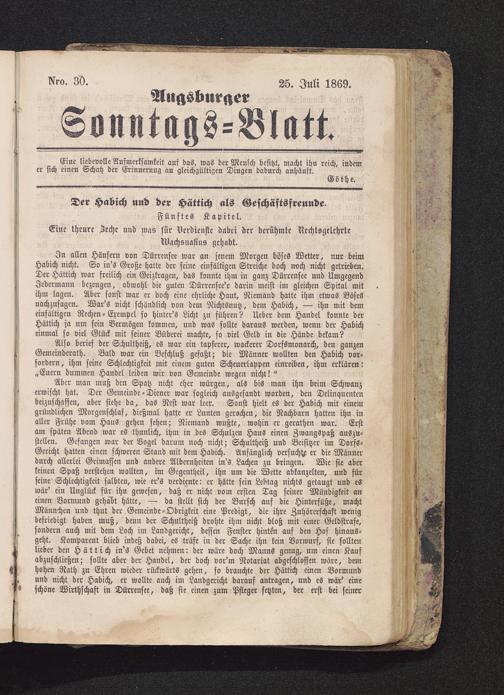 Nro. 30.
25. Juli 1869.
Augsburger
Sonntags-Blatt.
Eine liebevolle Aufmerksamkeit auf das, was der Mensch besitzt, macht ihn reich, indem
er sich einen Schatz der Erinnerung an gleichgültigen Dingen dadurch anhäuft.
Göthe.
Der Habich und der Hättich als Geschäftsfreunde.
Fünftes Kapitel.
Eine theure Zeche und was für Verdienste dabei der berühmte Rechtsgelehrte
Wachsnasius gehabt.
In allen Häusern von Dürrensee war an jenem Morgen böses Wetter, nur beim
Habich nicht. So in's Große hatte der seine einfältigen Streiche doch noch nicht getrieben.
Der Hättich war freilich ein Geizkragen, das konnte ihm in ganz Dürrensee und Umgegend
Jedermann bezeugen, obwohl die guten Dürrensee'r darin meist im gleichen Spital mit
ihm lagen. Aber sonst war er doch eine ehrliche Haut, Niemand hatte ihm etwas Böses
nachzusagen. War's nicht schändlich von dem Nichtsnutz, dem Habich, — ihn mit dem
einfältigen Rechen-Exempel so hinter's Licht zu führen? Ueber dem Handel konnte der
Hättich ja um sein Vermögen kommen, und was sollte daraus werden, wenn der Habich
einmal so viel Glück mit seiner Büberei machte, so viel Geld in die Hände bekam?
Also berief der Schultheiß, es war ein tapferer, wackerer Dorfsmonarch, den ganzen
Gemeinderath. Bald war ein Beschluß gefaßt; die Männer wollten den Habich vor-
fordern, ihm seine Schlechtigkeit mit einem guten Scheuerlappen einreiben, ihm erklären:
„Euern dummen Handel leiden wir von Gemeinde wegen nicht!"
Aber man muß den Spatz nicht eher würgen, als bis man ihn beim Schwanz
erwischt hat. Der Gemeinde-Diener war sogleich ausgesandt worden, den Delinquenten
beizuschaffen, aber siehe da, das Nest war leer. Sonst hielt es der Habich mit einem
gründlichen Morgenschlaf, dießmal hatte er Lunten gerochen, die Nachbarn hatten ihn in
aller Frühe vom Haus gehen sehen; Niemand wußte, wohin er gerathen war. Erst
am späten Abend war es thunlich, ihm in des Schulzen Haus einen Zwangspaß auszu-
stellen. Gefangen war der Vogel darum noch nicht; Schultheiß und Beisitzer im Dorfs-
Gericht hatten einen schweren Stand mit dem Habich. Anfänglich versuchte er die Männer
durch allerlei Grimassen und andere Albernheiten in's Lachen zu bringen. Wie sie aber
keinen Spaß verstehen wollten, im Gegentheil, ihm um die Wette abkanzelten, und für
seine Schlechtigkeit salbten, wie er's verdiente: er hätte sein Lebtag nichts getaugt und es
wär' ein Unglück für ihn gewesen, daß er nicht vom ersten Tag seiner Mündigkeit an
einen Vormund gehabt hätte, — da stellt sich der Bursch auf die Hinterfüße, macht
Männchen und thut der Gemeinde-Obrigkeit eine Predigt, die ihre Zuhörerschaft wenig
befriedigt haben muß, denn der Schultheiß drohte ihm nicht bloß mit einer Geldstrafe,
sondern auch mit dem Loch im Landgericht, dessen Fenster hinten auf den Hof hinaus-
geht. Komparent blieb indeß dabei, es träfe in der Sache ihn kein Vorwurf, sie sollten
lieber den Hättich in's Gebet nehmen: der wäre doch Manns genug, um einen Kauf
abzuschließen; sollte aber der Handel, der doch vor'm Notariat abgeschlossen wäre, dem
hohen Rath zu Ehren wieder rückwärts gehen, so brauchte der Hättich einen Vormund
und nicht der Habich, er wollte auch im Landgericht darauf antragen, und es wär' eine
schöne Wirthschaft in Dürrensee, daß sie einen zum Pfleger setzten, der erst bei seiner